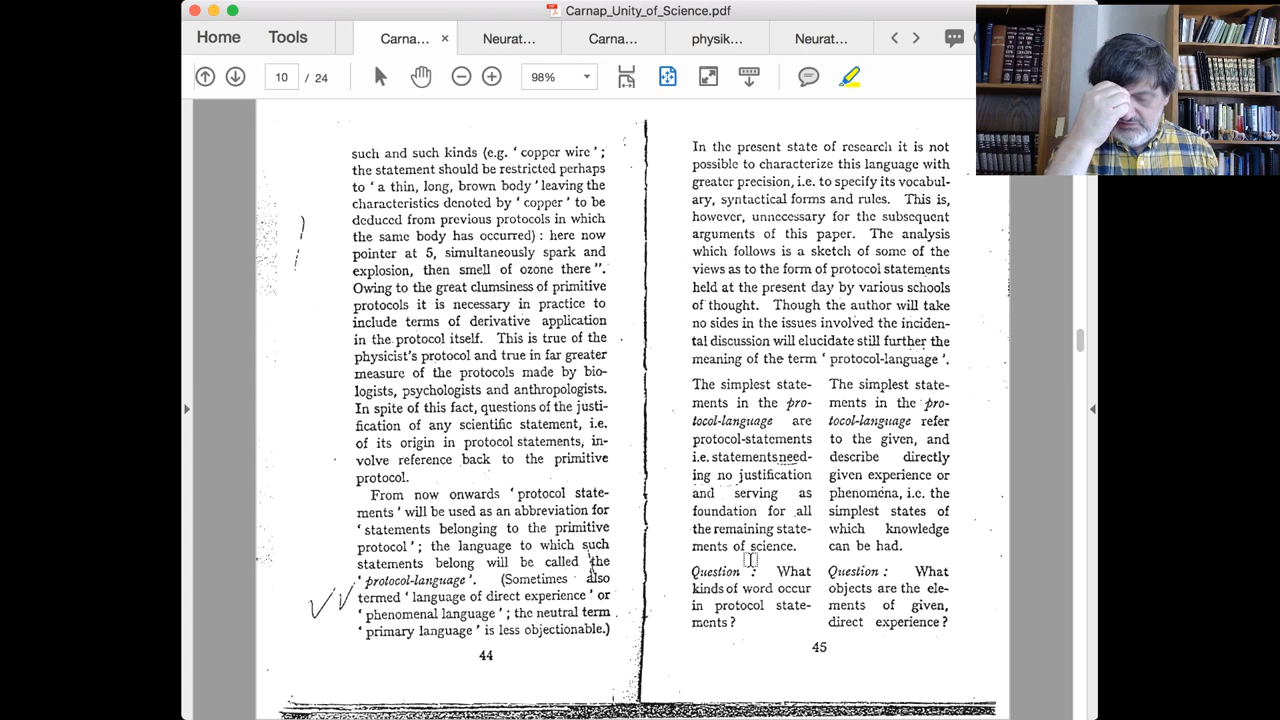 Carnap_Unity_of_Science.pdf
Home
Tools
Carna...
×
Neurat...
Carna...
physik...
Neurat...
10 / 24
98%
such and such kinds (e.g. ‘ copper wire ’ ;
the statement should be restricted perhaps
to ‘ a thin, long, brown body ’ leaving the
characteristics denoted by ‘ copper ’ to be
deduced from previous protocols in which
the same body has occurred) : here now
pointer at 5, simultaneously spark and
explosion, then smell of ozone there ”.
Owing to the great clumsiness of primitive
protocols it is necessary in practice to
include terms of derivative application
in the protocol itself. This is true of the
physicist’s protocol and true in far greater
measure of the protocols made by bio-
logists, psychologists and anthropologists.
In spite of this fact, questions of the justi-
fication of any scientific statement, i.e.
of its origin in protocol statements, in-
volve reference back to the primitive
protocol.
From now onwards ‘ protocol state-
ments ’ will be used as an abbreviation for
‘ statements belonging to the primitive
protocol ’ ; the language to which such
statements belong will be called the
‘ protocol-language ’. (Sometimes also
termed ‘ language of direct experience ’ or
‘ phenomenal language ’ ; the neutral term
‘ primary language ’ is less objectionable.)
44
In the present state of research it is not
possible to characterize this language with
greater precision, i.e. to specify its vocabul-
ary, syntactical forms and rules. This is,
however, unnecessary for the subsequent
arguments of this paper. The analysis
which follows is a sketch of some of the
views as to the form of protocol statements
held at the present day by various schools
of thought. Though the author will take
no sides in the issues involved the inciden-
tal discussion will elucidate still further the
meaning of the term ‘ protocol-language ’.
The simplest state-
ments in the pro-
tocol-language are
protocol-statements
i.e. statements need-
ing no justification
and serving as
foundation for all
the remaining state-
ments of science.
Question : What
kinds of word occur
in protocol state-
ments ?
The simplest state-
ments in the pro-
tocol-language refer
to the given, and
describe directly
given experience or
phenomena, i.e. the
simplest states of
which knowledge
can be had.
Question : What
objects are the ele-
ments of given,
direct experience ?
45